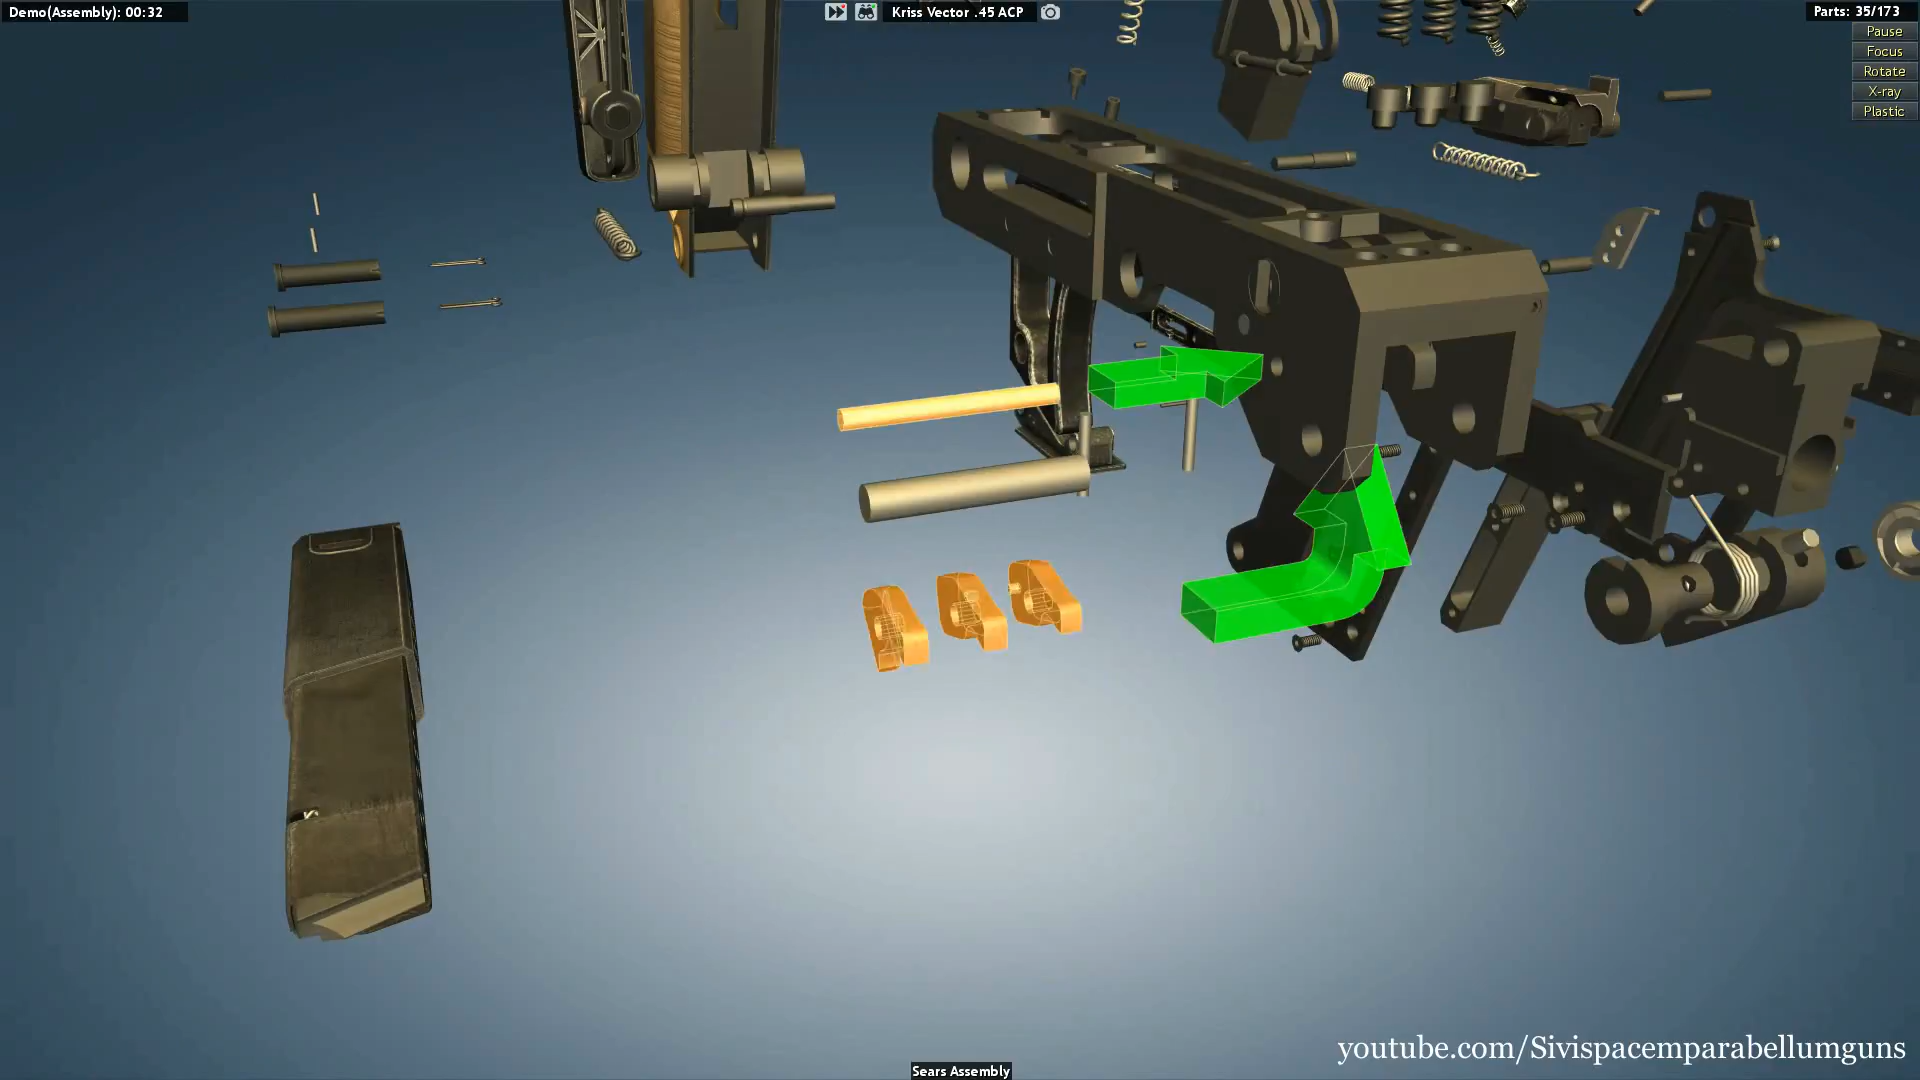 Demo(Assembly): 00:32
Kriss Vector .45 ACP
Parts: 35/173
Pause
Focus
Rotate
X-ray
Plastic
youtube.com/Sivispacemparabellumguns
Sears Assembly